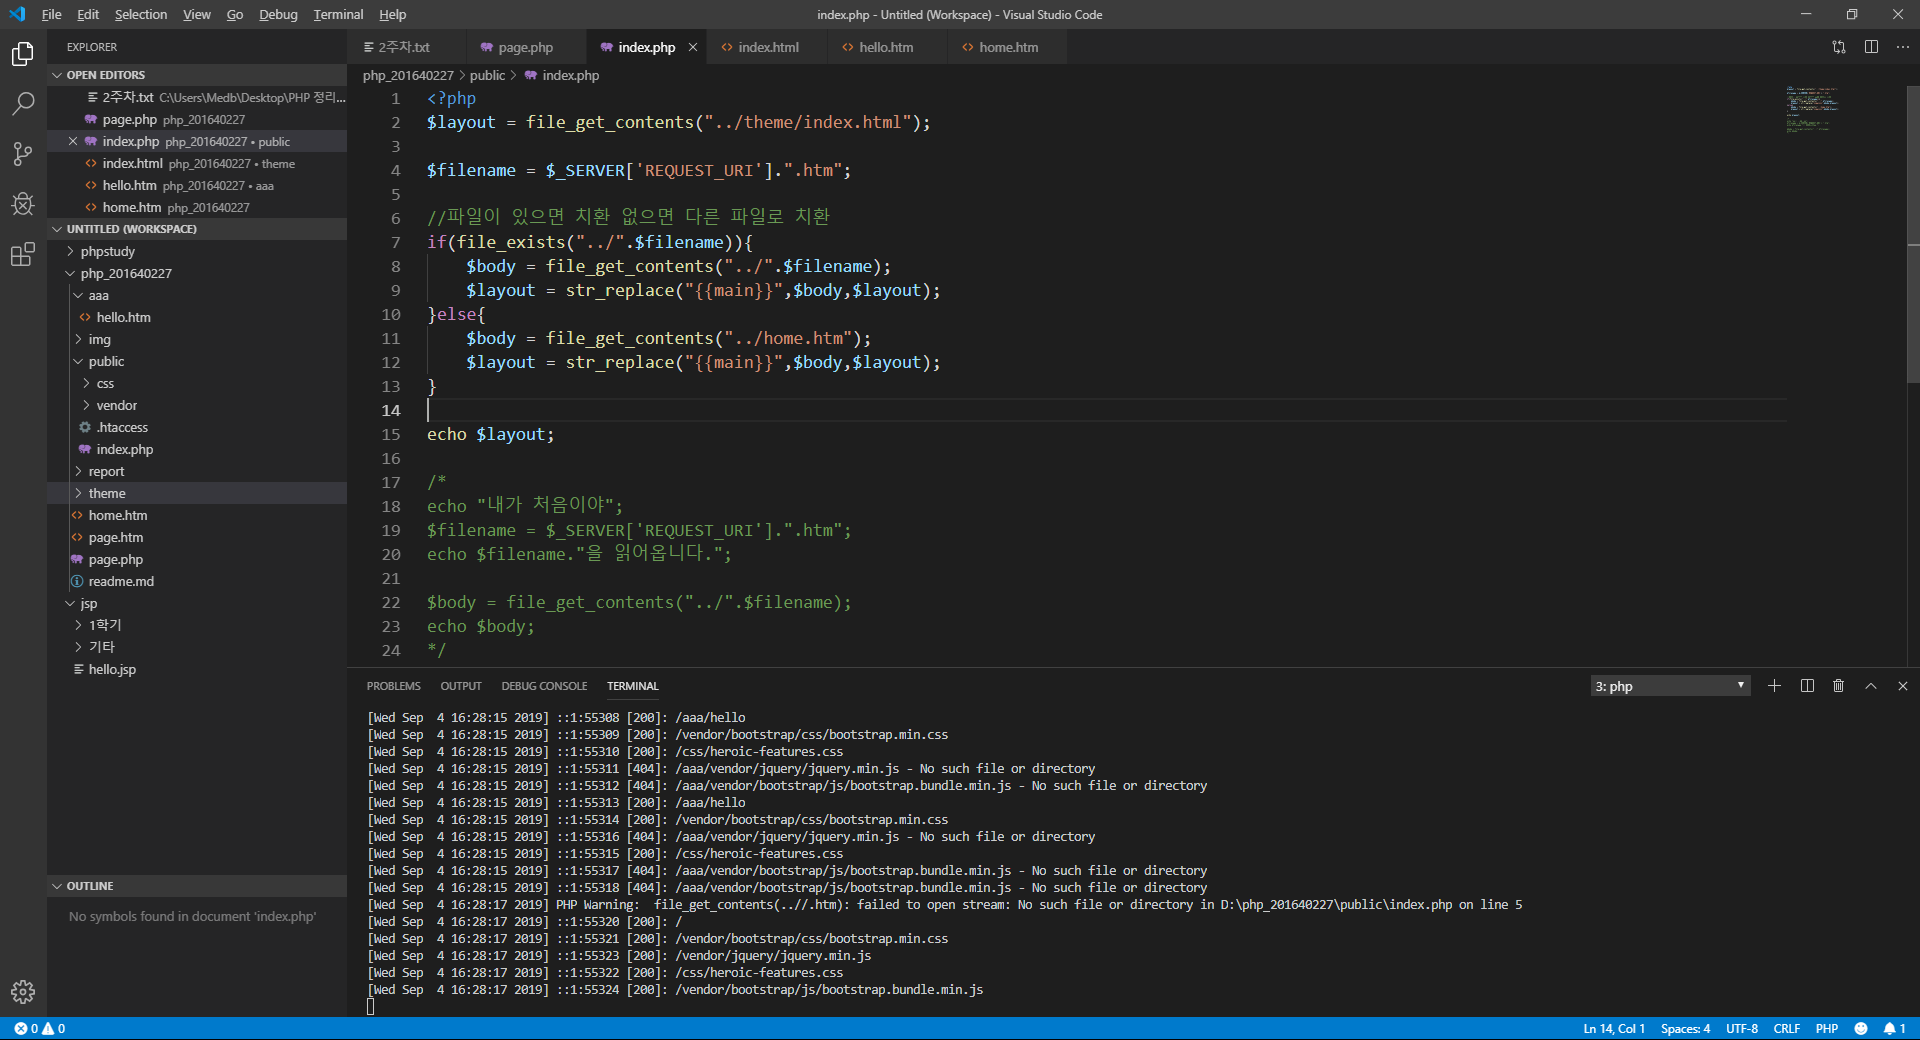 File Edit Selection View Go Debug Terminal Help
index.php - Untitled (Workspace) - Visual Studio Code
EXPLORER
OPEN EDITORS
2주차.txt C:\Users\Medb\Desktop\PHP 정리...
page.php php_201640227
index.php php_201640227 • public
index.html php_201640227 • theme
hello.htm php_201640227 • aaa
home.htm php_201640227
UNTITLED (WORKSPACE)
phpstudy
php_201640227
aaa
hello.htm
img
public
css
vendor
.htaccess
index.php
report
theme
home.htm
page.htm
page.php
readme.md
jsp
1학기
기타
hello.jsp
OUTLINE
No symbols found in document 'index.php'
2주차.txt page.php index.php index.html hello.htm home.htm
php_201640227 > public > index.php
1 <?php
2 $layout = file_get_contents("../theme/index.html");
3
4 $filename = $_SERVER['REQUEST_URI'].".htm";
5
6 //파일이 있으면 치환 없으면 다른 파일로 치환
7 if(file_exists("../".$filename)){
8 $body = file_get_contents("../".$filename);
9 $layout = str_replace("{{main}}",$body,$layout);
10 }else{
11 $body = file_get_contents("../home.htm");
12 $layout = str_replace("{{main}}",$body,$layout);
13 }
14
15 echo $layout;
16
17 /*
18 echo "내가 처음이야";
19 $filename = $_SERVER['REQUEST_URI'].".htm";
20 echo $filename."을 읽어옵니다.";
21
22 $body = file_get_contents("../".$filename);
23 echo $body;
24 */
PROBLEMS OUTPUT DEBUG CONSOLE TERMINAL
3: php
[Wed Sep  4 16:28:15 2019] ::1:55308 [200]: /aaa/hello
[Wed Sep  4 16:28:15 2019] ::1:55309 [200]: /vendor/bootstrap/css/bootstrap.min.css
[Wed Sep  4 16:28:15 2019] ::1:55310 [200]: /css/heroic-features.css
[Wed Sep  4 16:28:15 2019] ::1:55311 [404]: /aaa/vendor/jquery/jquery.min.js - No such file or directory
[Wed Sep  4 16:28:15 2019] ::1:55312 [404]: /aaa/vendor/bootstrap/js/bootstrap.bundle.min.js - No such file or directory
[Wed Sep  4 16:28:15 2019] ::1:55313 [200]: /aaa/hello
[Wed Sep  4 16:28:15 2019] ::1:55314 [200]: /vendor/bootstrap/css/bootstrap.min.css
[Wed Sep  4 16:28:15 2019] ::1:55316 [404]: /aaa/vendor/jquery/jquery.min.js - No such file or directory
[Wed Sep  4 16:28:15 2019] ::1:55315 [200]: /css/heroic-features.css
[Wed Sep  4 16:28:15 2019] ::1:55317 [404]: /aaa/vendor/bootstrap/js/bootstrap.bundle.min.js - No such file or directory
[Wed Sep  4 16:28:15 2019] ::1:55318 [404]: /aaa/vendor/bootstrap/js/bootstrap.bundle.min.js - No such file or directory
[Wed Sep  4 16:28:17 2019] PHP Warning:  file_get_contents(..//.htm): failed to open stream: No such file or directory in D:\php_201640227\public\index.php on line 5
[Wed Sep  4 16:28:17 2019] ::1:55320 [200]: /
[Wed Sep  4 16:28:17 2019] ::1:55321 [200]: /vendor/bootstrap/css/bootstrap.min.css
[Wed Sep  4 16:28:17 2019] ::1:55323 [200]: /vendor/jquery/jquery.min.js
[Wed Sep  4 16:28:17 2019] ::1:55322 [200]: /css/heroic-features.css
[Wed Sep  4 16:28:17 2019] ::1:55324 [200]: /vendor/bootstrap/js/bootstrap.bundle.min.js
0 0
Ln 14, Col 1 Spaces: 4 UTF-8 CRLF PHP 1